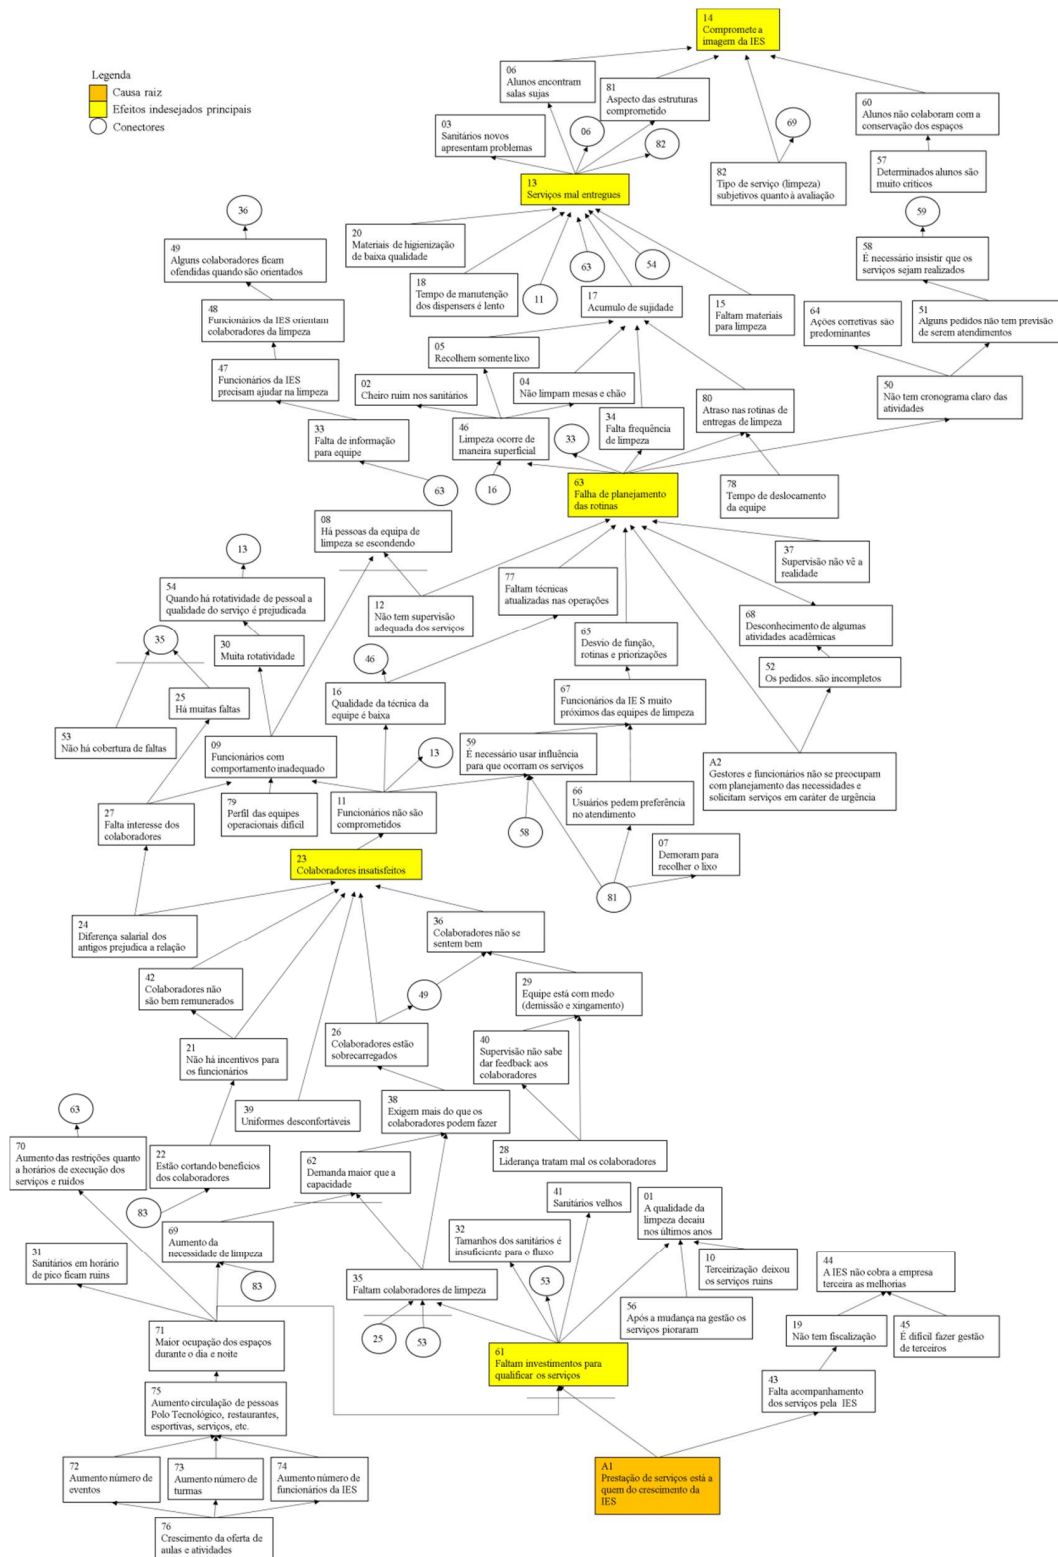 14
Compromete a
imagem da IES
Legenda
Causa raiz
Efeitos indesejados principais
Conectores
06
Alunos encontram
salas sujas
81
Aspecto das estruturas
comprometido
60
Alunos não colaboram com a
conservação dos espaços
03
Sanitários novos
apresentam problemas
06
82
69
57
Determinados alunos são
muito criticos
82
Tipo de serviço (limpeza)
subjetivos quanto à avaliação
13
Serviços mal entregues
36
59
20
Materiais de higienização
de baixa qualidade
49
Alguns colaboradores ficam
ofendidas quando são orientados
58
É necessário insistir que os
serviços sejam realizados
18
Tempo de manutenção
dos dispensers é lento
11
63
54
17
Acumulo de sujidade
15
Faltam materiais
para limpeza
64
Ações corretivas são
predominantes
51
Alguns pedidos não tem previsão
de serem atendimentos
48
Funcionários da IES orientam
colaboradores da limpeza
05
Recolhem somente lixo
47
Funcionários da IES
precisam ajudar na limpeza
02
Cheiro ruim nos sanitários
04
Não limpam mesas e chão
50
Não tem cronograma claro das
atividades
80
Atraso nas rotinas de
entregas de limpeza
34
Falta frequência
de limpeza
33
Falta de informação
para equipe
46
Limpeza ocorre de
maneira superficial
33
63
16
63
Falha de planejamento
das rotinas
78
Tempo de deslocamento
da equipe
08
Há pessoas da equipa de
limpeza se escondendo
37
Supervisão não vê a
realidade
13
54
Quando há rotatividade de pessoal a
qualidade do serviço é prejudicada
77
Faltam técnicas
atualizadas nas operações
12
Não tem supervisão
adequada dos serviços
68
Desconhecimento de algumas
atividades acadêmicas
65
Desvio de função,
rotinas e priorizações
35
30
Muita rotatividade
46
52
Os pedidos. são incompletos
25
Há muitas faltas
16
Qualidade da técnica da
equipe é baixa
67
Funcionários da IE S muito
próximos das equipes de limpeza
53
Não há cobertura de faltas
09
Funcionários com
comportamento inadequado
13
59
É necessário usar influência
para que ocorram os serviços
A2
Gestores e funcionários não se preocupam
com planejamento das necessidades e
solicitam serviços em caráter de urgência
66
Usuários pedem preferência
no atendimento
27
Falta interesse dos
colaboradores
79
Perfil das equipes
operacionais difícil
11
Funcionários não são
comprometidos
58
07
Demoram para
recolher o lixo
23
Colaboradores insatisfeitos
81
24
Diferença salarial dos
antigos prejudica a relação
36
Colaboradores não se
sentem bem
42
Colaboradores não
são bem remunerados
49
29
Equipe está com medo
(demissão e xingamento)
26
Colaboradores estão
sobrecarregados
21
Não há incentivos para
os funcionários
40
Supervisão não sabe
dar feedback aos
colaboradores
63
39
Uniformes desconfortáveis
38
Exigem mais do que os
colaboradores podem fazer
70
Aumento das restrições quanto
a horários de execução dos
serviços e ruídos
22
Estão cortando benefícios
dos colaboradores
28
Liderança tratam mal os colaboradores
62
Demanda maior que a
capacidade
83
41
Sanitários velhos
01
A qualidade da
limpeza decaiu
nos últimos anos
69
Aumento da
necessidade de limpeza
32
Tamanhos dos sanitários é
insuficiente para o fluxo
31
Sanitários em horário
de pico ficam ruins
10
Terceirização deixou
os serviços ruins
44
A IES não cobra a empresa
terceira as melhorias
83
35
Faltam colaboradores de limpeza
53
56
Após a mudança na gestão os
serviços pioraram
19
Não tem fiscalização
45
É difícil fazer gestão
de terceiros
25
53
71
Maior ocupação dos espaços
durante o dia e noite
61
Faltam investimentos para
qualificar os serviços
43
Falta acompanhamento
dos serviços pela IES
75
Aumento circulação de pessoas
Polo Tecnológico, restaurantes,
esportivas, serviços, etc.
72
Aumento número de
eventos
73
Aumento número de
turmas
74
Aumento número de
funcionários da IES
A1
Prestação de serviços está a
quem do crescimento da
IES
76
Crescimento da oferta de
aulas e atividades